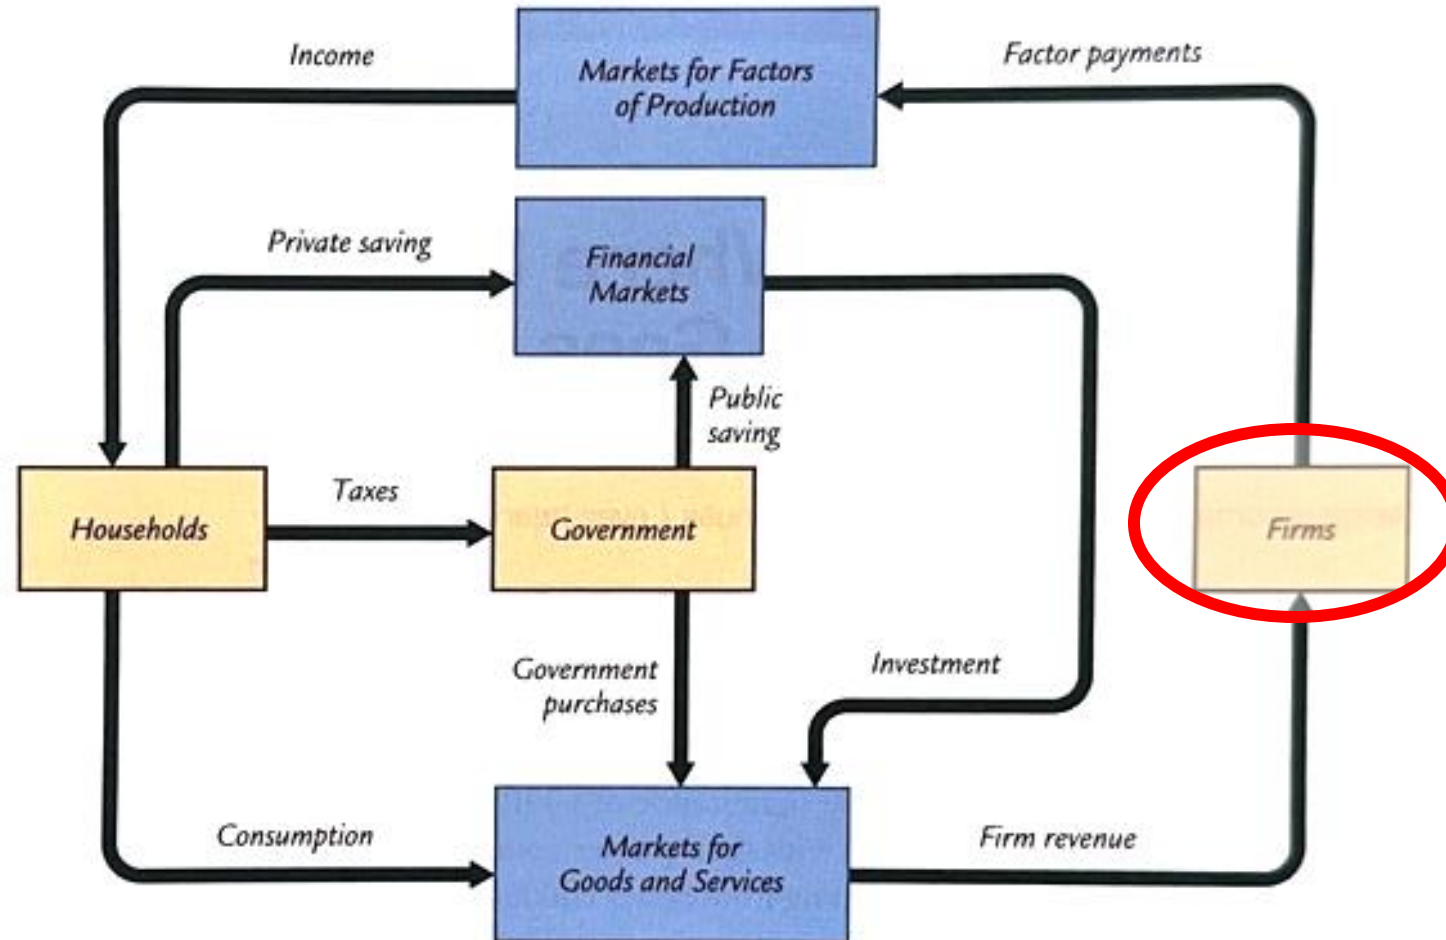 Income
Markets for Factors
of Production
Factor payments
Private saving
Financial
Markets
Public
saving
Households
Taxes
Government
Firms
Government
purchases
Investment
Consumption
Markets for
Goods and Services
Firm revenue